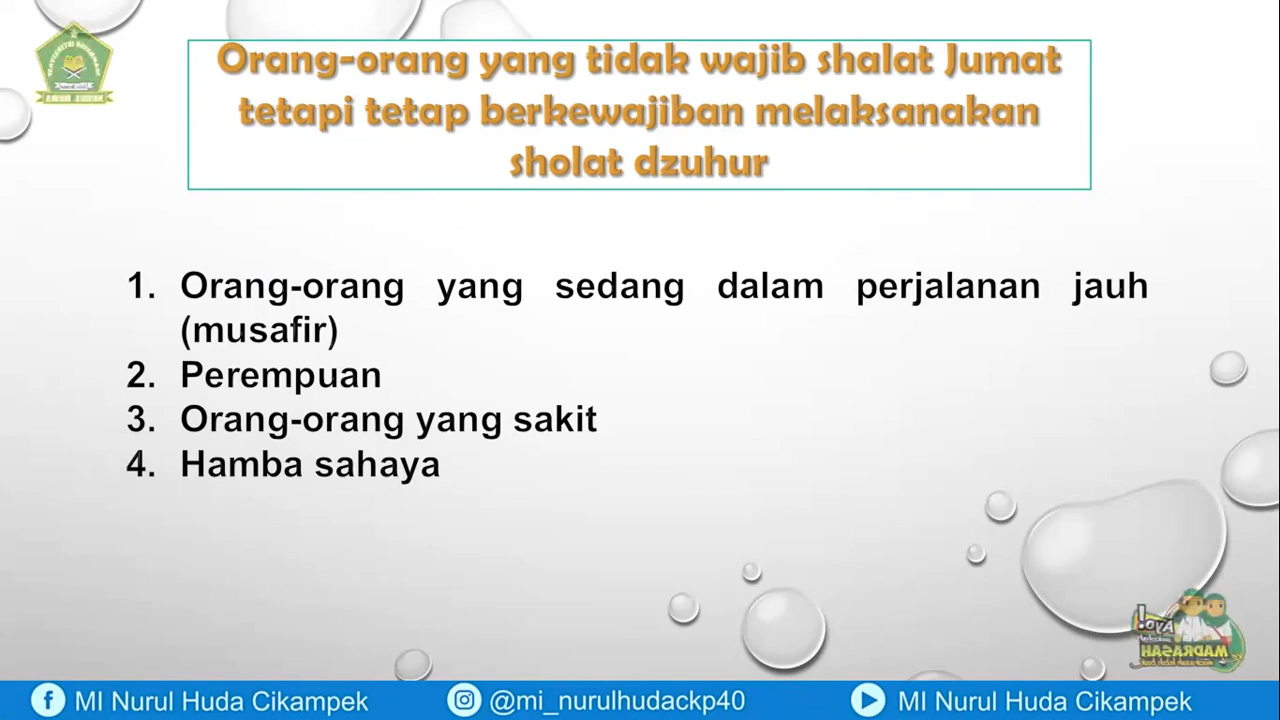 Orang-orang yang tidak wajib shalat Jumat
tetapi tetap berkewajiban melaksanakan
sholat dzuhur
1. Orang-orang yang sedang dalam perjalanan jauh
(musafir)
2. Perempuan
3. Orang-orang yang sakit
4. Hamba sahaya
Ayo!
MADRASAH
MI Nurul Huda Cikampek
@mi_nurulhudackp40
MI Nurul Huda Cikampek